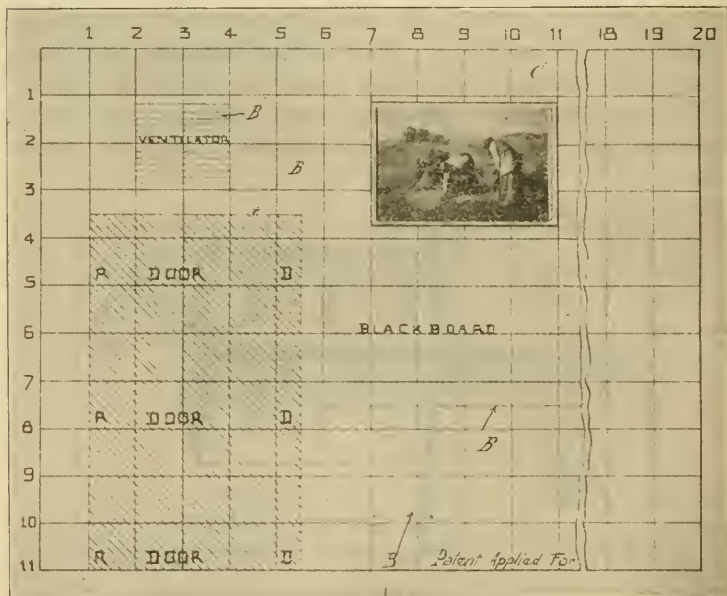 1 2 3 4 5 6 7 8 9 10 11 18 19 20
C
1
B
2 VENTILATOR
B
3
4
A DOOR D
5
6 BLACKBOARD
7
A DOOR D
8
B
9
10
A DOOR D B Patent Applied For
11